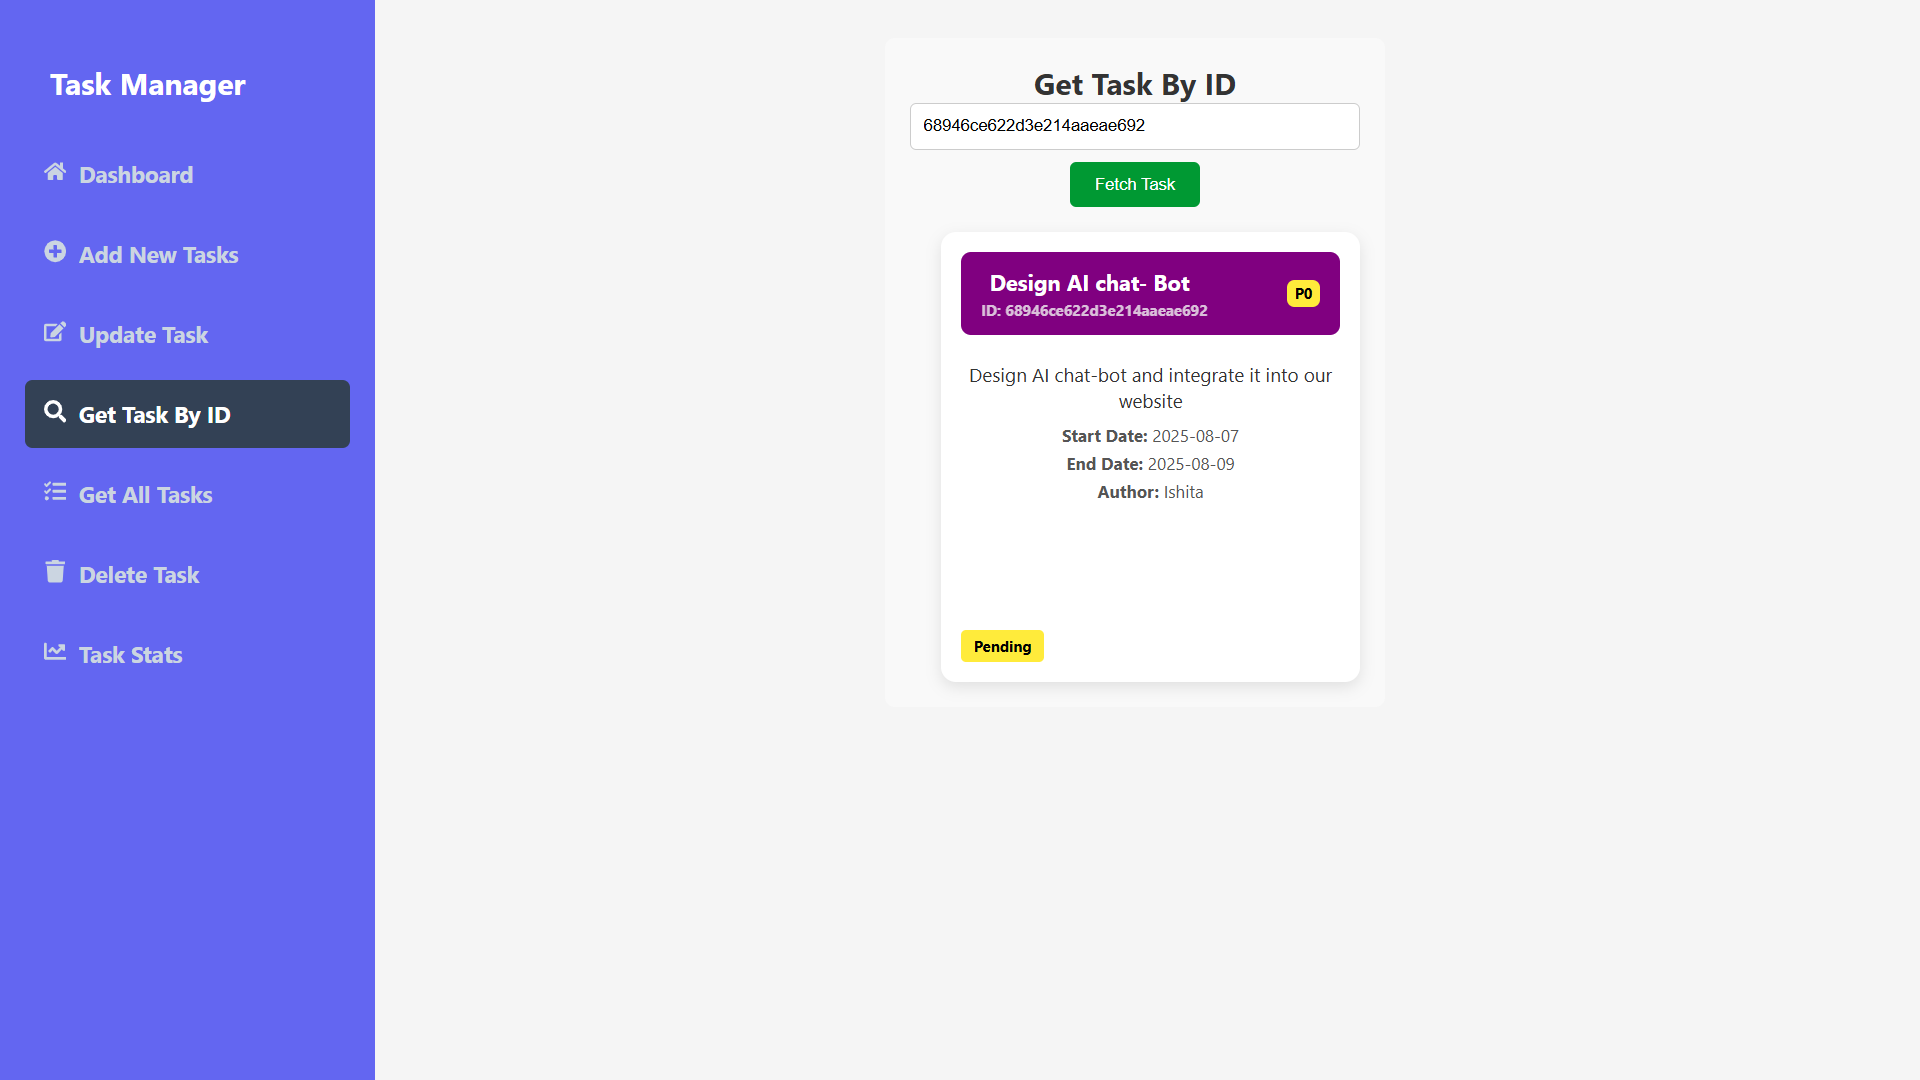 Task Manager
Dashboard
Add New Tasks
Update Task
Get Task By ID
Get All Tasks
Delete Task
Task Stats
Get Task By ID
68946ce622d3e214aaeae692
Fetch Task
Design AI chat- Bot
ID: 68946ce622d3e214aaeae692
P0
Design AI chat-bot and integrate it into our
website
Start Date: 2025-08-07
End Date: 2025-08-09
Author: Ishita
Pending